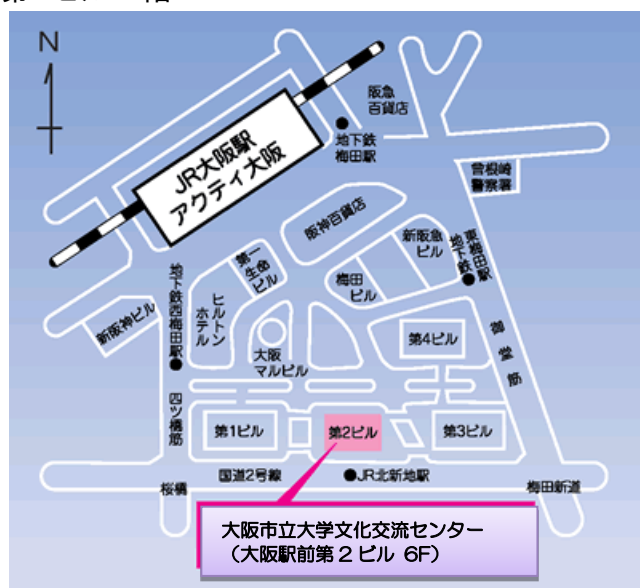 N
阪急
百貨店
地下鉄
梅田駅
JR大阪駅
アクティ大阪
曽根崎
警察署
阪神百貨店
新阪急
ビル
地下鉄
東梅田駅
第一
生命
ビル
梅田
ビル
地下鉄西梅田駅
ヒルトン
ホテル
新阪神ビル
大阪
マルビル
第4ビル
御堂筋
四ツ橋筋
第1ビル
第2ビル
第3ビル
国道2号線
JR北新地駅
桜橋
梅田新道
大阪市立大学文化交流センター
(大阪駅前第2ビル 6F)